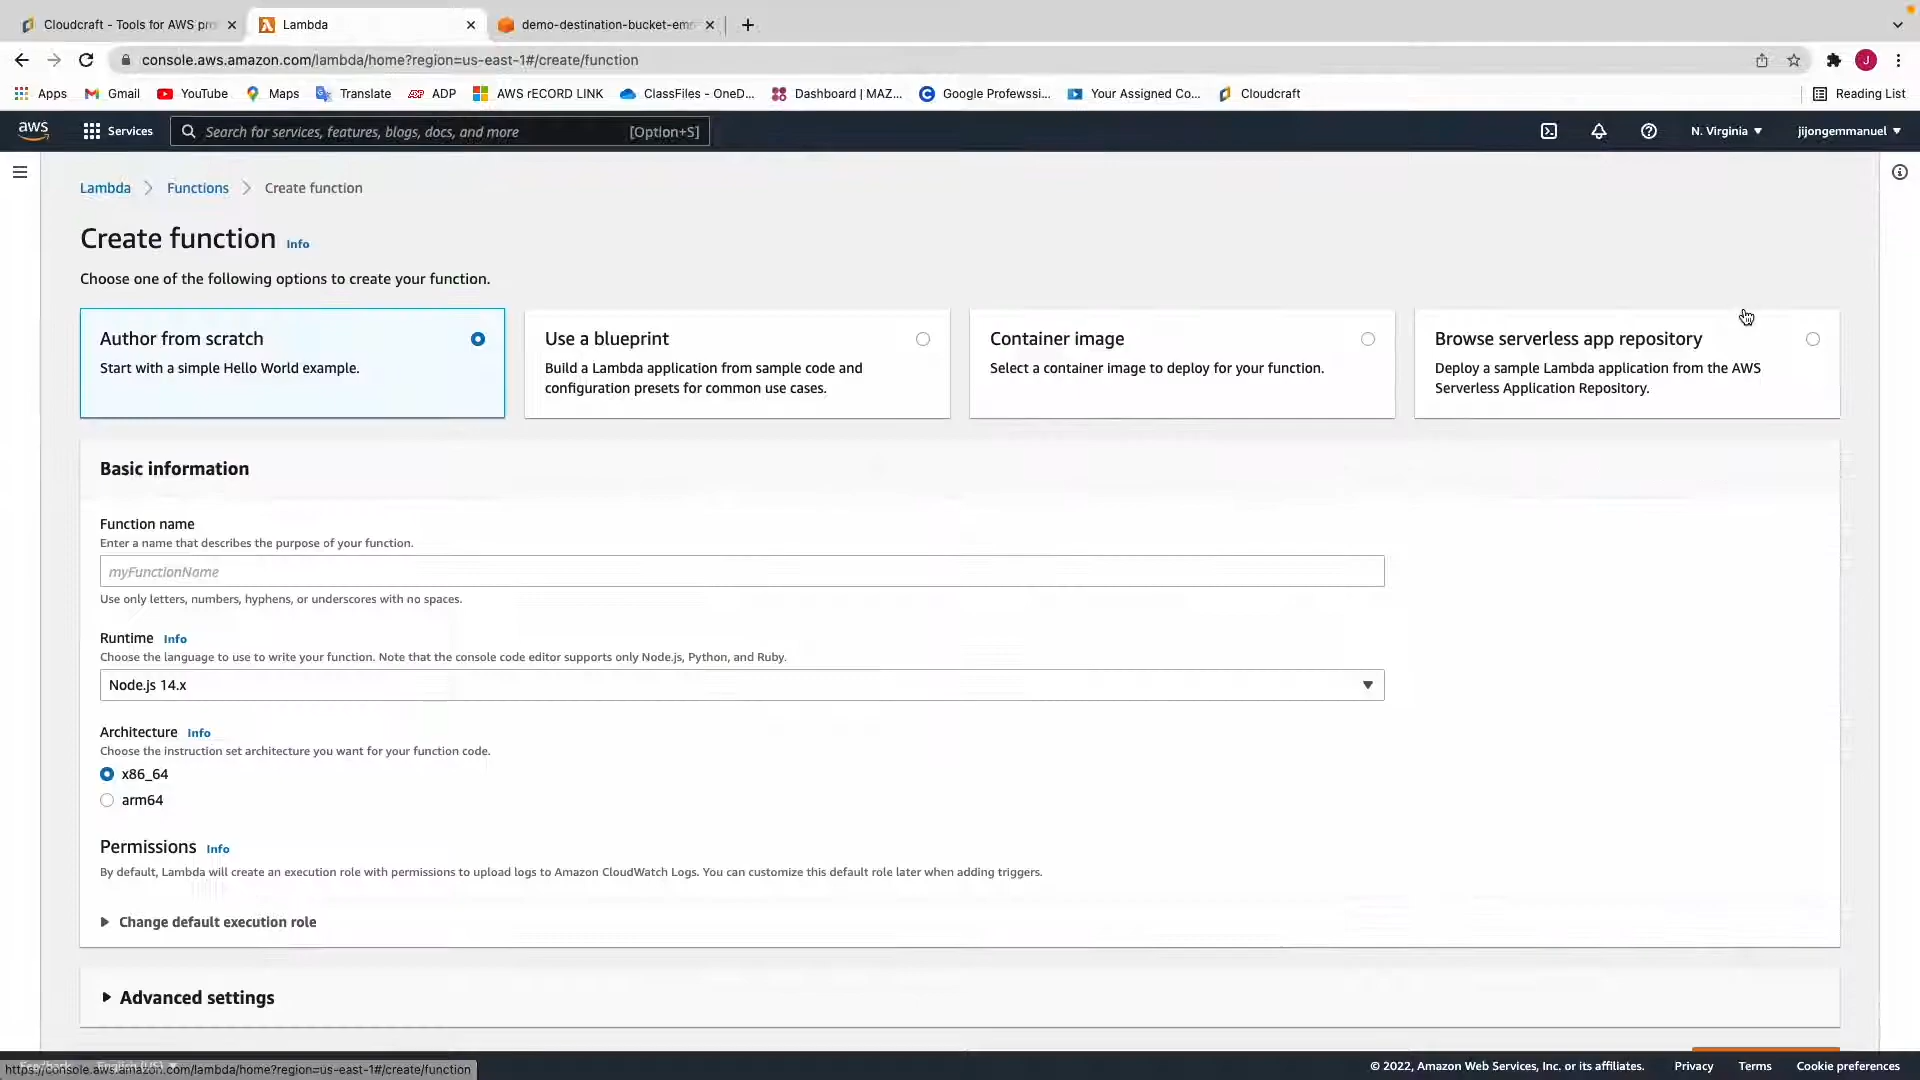 Cloudcraft - Tools for AWS pr
Lambda
demo-destination-bucket-em
console.aws.amazon.com/lambda/home?region=us-east-1#/create/function
J
Apps
Gmail
YouTube
Maps
Translate
ADP
AWS rECORD LINK
ClassFiles - OneD...
Dashboard | MAZ...
Google Profewssi...
Your Assigned Co...
Cloudcraft
Reading List
aws
Services
Search for services, features, blogs, docs, and more
[Option+S]
N. Virginia
jijongemmanuel
Lambda
Functions
Create function
Create function Info
Choose one of the following options to create your function.
Author from scratch
Start with a simple Hello World example.
Use a blueprint
Build a Lambda application from sample code and
configuration presets for common use cases.
Container image
Select a container image to deploy for your function.
Browse serverless app repository
Deploy a sample Lambda application from the AWS
Serverless Application Repository.
Basic information
Function name
Enter a name that describes the purpose of your function.
myFunctionName
Use only letters, numbers, hyphens, or underscores with no spaces.
Runtime Info
Choose the language to use to write your function. Note that the console code editor supports only Node.js, Python, and Ruby.
Node.js 14.x
Architecture Info
Choose the instruction set architecture you want for your function code.
x86_64
arm64
Permissions Info
By default, Lambda will create an execution role with permissions to upload logs to Amazon CloudWatch Logs. You can customize this default role later when adding triggers.
Change default execution role
Advanced settings
https://console.aws.amazon.com/lambda/home?region=us-east-1#/create/function
© 2022, Amazon Web Services, Inc. or its affiliates.
Privacy
Terms
Cookie preferences